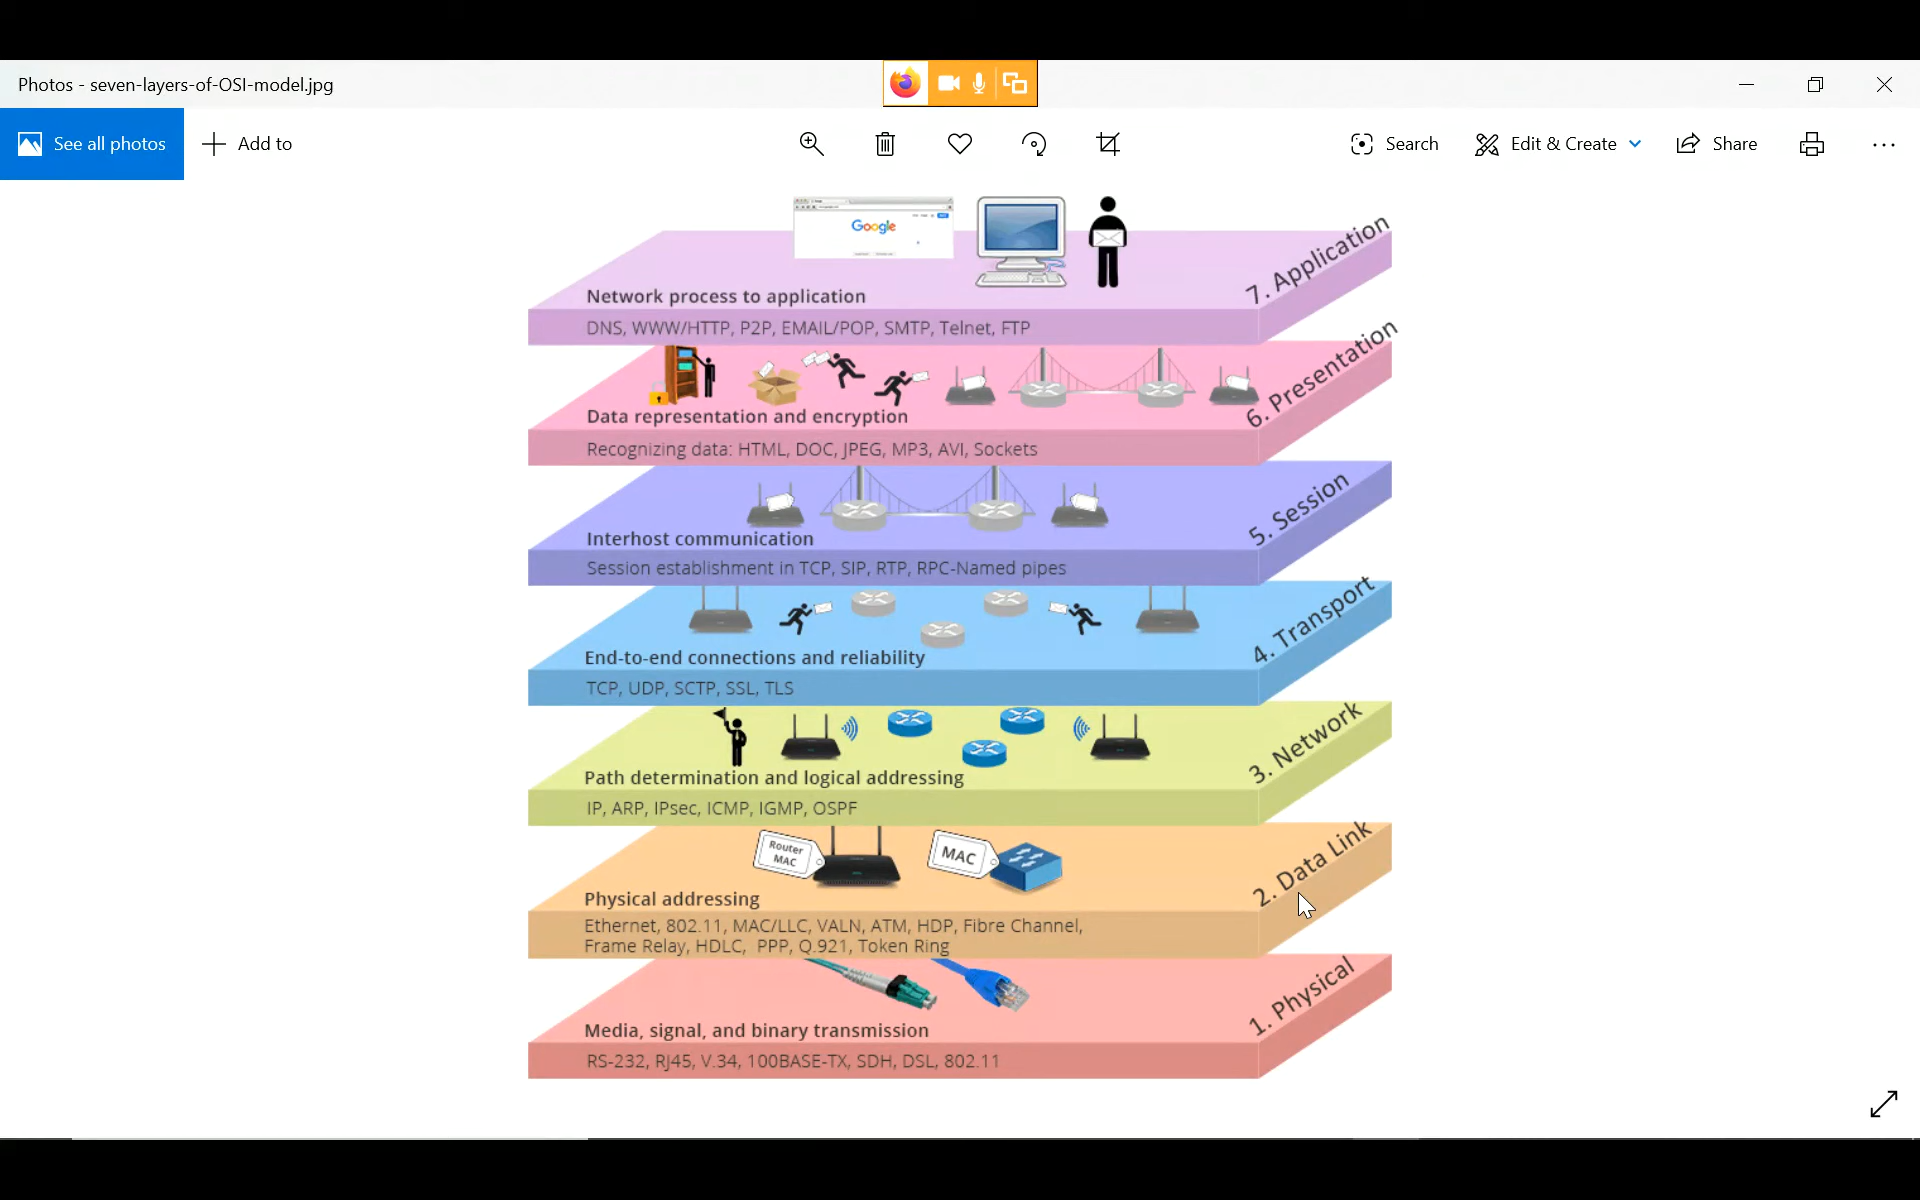 Photos - seven-layers-of-OSI-model.jpg
See all photos
Add to
Search
Edit & Create
Share
Google
7. Application
Network process to application
DNS, WWW/HTTP, P2P, EMAIL/POP, SMTP, Telnet, FTP
6. Presentation
Data representation and encryption
Recognizing data: HTML, DOC, JPEG, MP3, AVI, Sockets
5. Session
Interhost communication
Session establishment in TCP, SIP, RTP, RPC-Named pipes
4. Transport
End-to-end connections and reliability
TCP, UDP, SCTP, SSL, TLS
3. Network
Path determination and logical addressing
IP, ARP, IPsec, ICMP, IGMP, OSPF
Router
MAC
MAC
2. Data Link
Physical addressing
Ethernet, 802.11, MAC/LLC, VALN, ATM, HDP, Fibre Channel,
Frame Relay, HDLC, PPP, Q.921, Token Ring
1. Physical
Media, signal, and binary transmission
RS-232, RJ45, V.34, 100BASE-TX, SDH, DSL, 802.11